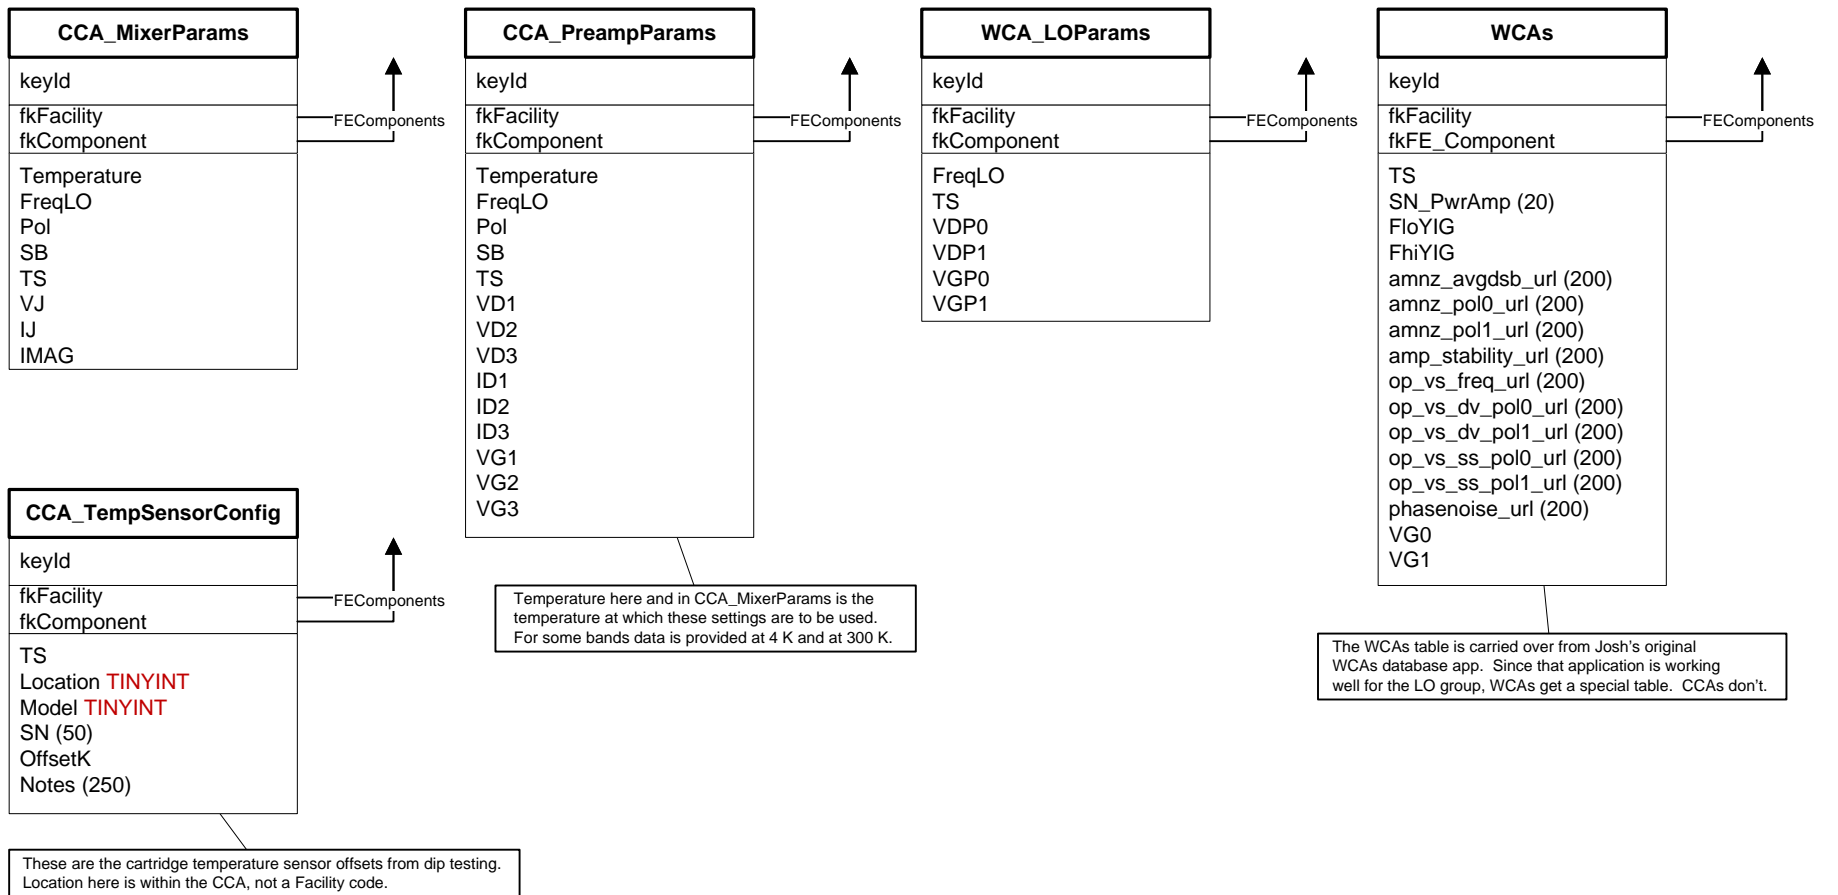 CCA_MixerParams
keyId
fkFacility
fkComponent
FEComponents
Temperature
FreqLO
Pol
SB
TS
VJ
IJ
IMAG
CCA_PreampParams
keyId
fkFacility
fkComponent
FEComponents
Temperature
FreqLO
Pol
SB
TS
VD1
VD2
VD3
ID1
ID2
ID3
VG1
VG2
VG3
Temperature here and in CCA_MixerParams is the
temperature at which these settings are to be used.
For some bands data is provided at 4 K and at 300 K.
WCA_LOParams
keyId
fkFacility
fkComponent
FEComponents
FreqLO
TS
VDP0
VDP1
VGP0
VGP1
WCAs
keyId
fkFacility
fkFE_Component
FEComponents
TS
SN_PwrAmp (20)
FloYIG
FhiYIG
amnz_avgdsb_url (200)
amnz_pol0_url (200)
amnz_pol1_url (200)
amp_stability_url (200)
op_vs_freq_url (200)
op_vs_dv_pol0_url (200)
op_vs_dv_pol1_url (200)
op_vs_ss_pol0_url (200)
op_vs_ss_pol1_url (200)
phasenoise_url (200)
VG0
VG1
The WCAs table is carried over from Josh's original
WCAs database app.  Since that application is working
well for the LO group, WCAs get a special table.  CCAs don't.
CCA_TempSensorConfig
keyId
fkFacility
fkComponent
FEComponents
TS
Location TINYINT
Model TINYINT
SN (50)
OffsetK
Notes (250)
These are the cartridge temperature sensor offsets from dip testing.
Location here is within the CCA, not a Facility code.